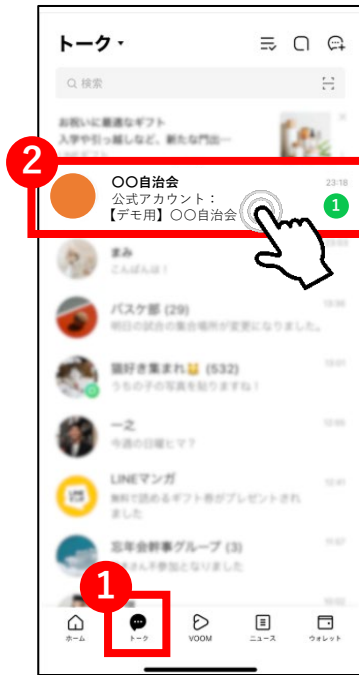 トーク
検索
お祝いに最適なギフト
入学や引っ越しなど、新たな門出…
2
〇〇自治会
23:18
公式アカウント：
1
【デモ用】〇〇自治会
まみ
こんばんは！
バスケ部 (29)
明日の試合の集合場所が変更になりました。
猫好き集まれ (532)
うちの子の写真を貼りますね！
一之
今週の日曜ヒマ？
LINEマンガ
12:41
無料で読めるギフト券がプレゼントされ
ました
忘年会幹事グループ (3)
11:57
1
ホーム
トーク
VOOM
ニュース
ウォレット